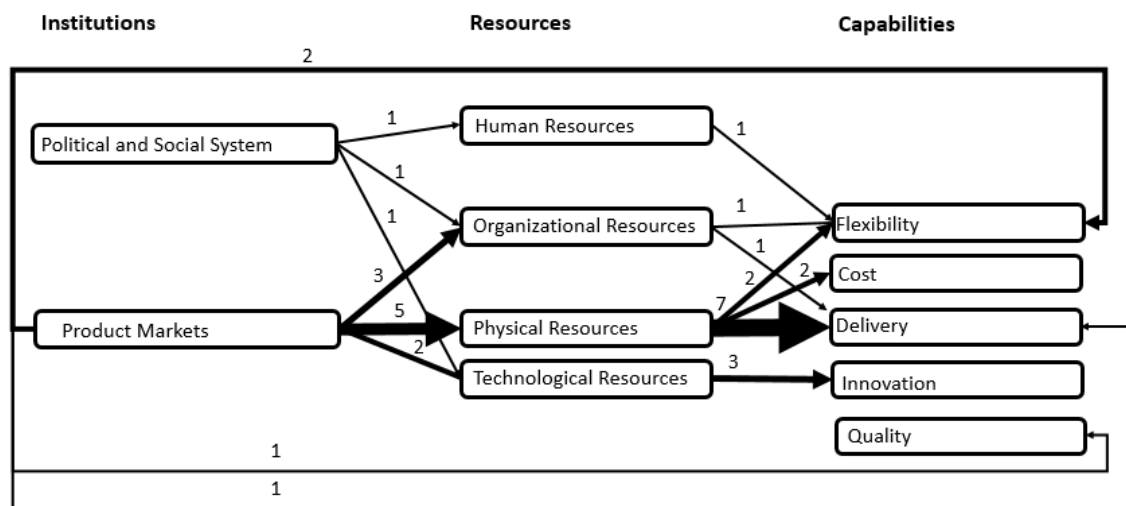 Institutions
Resources
Capabilities
2
Political and Social System
1
Human Resources
1
1
1
Organizational Resources
1
1
Flexibility
3
2
2
Cost
Product Markets
5
Physical Resources
7
Delivery
2
Technological Resources
3
Innovation
Quality
1
1